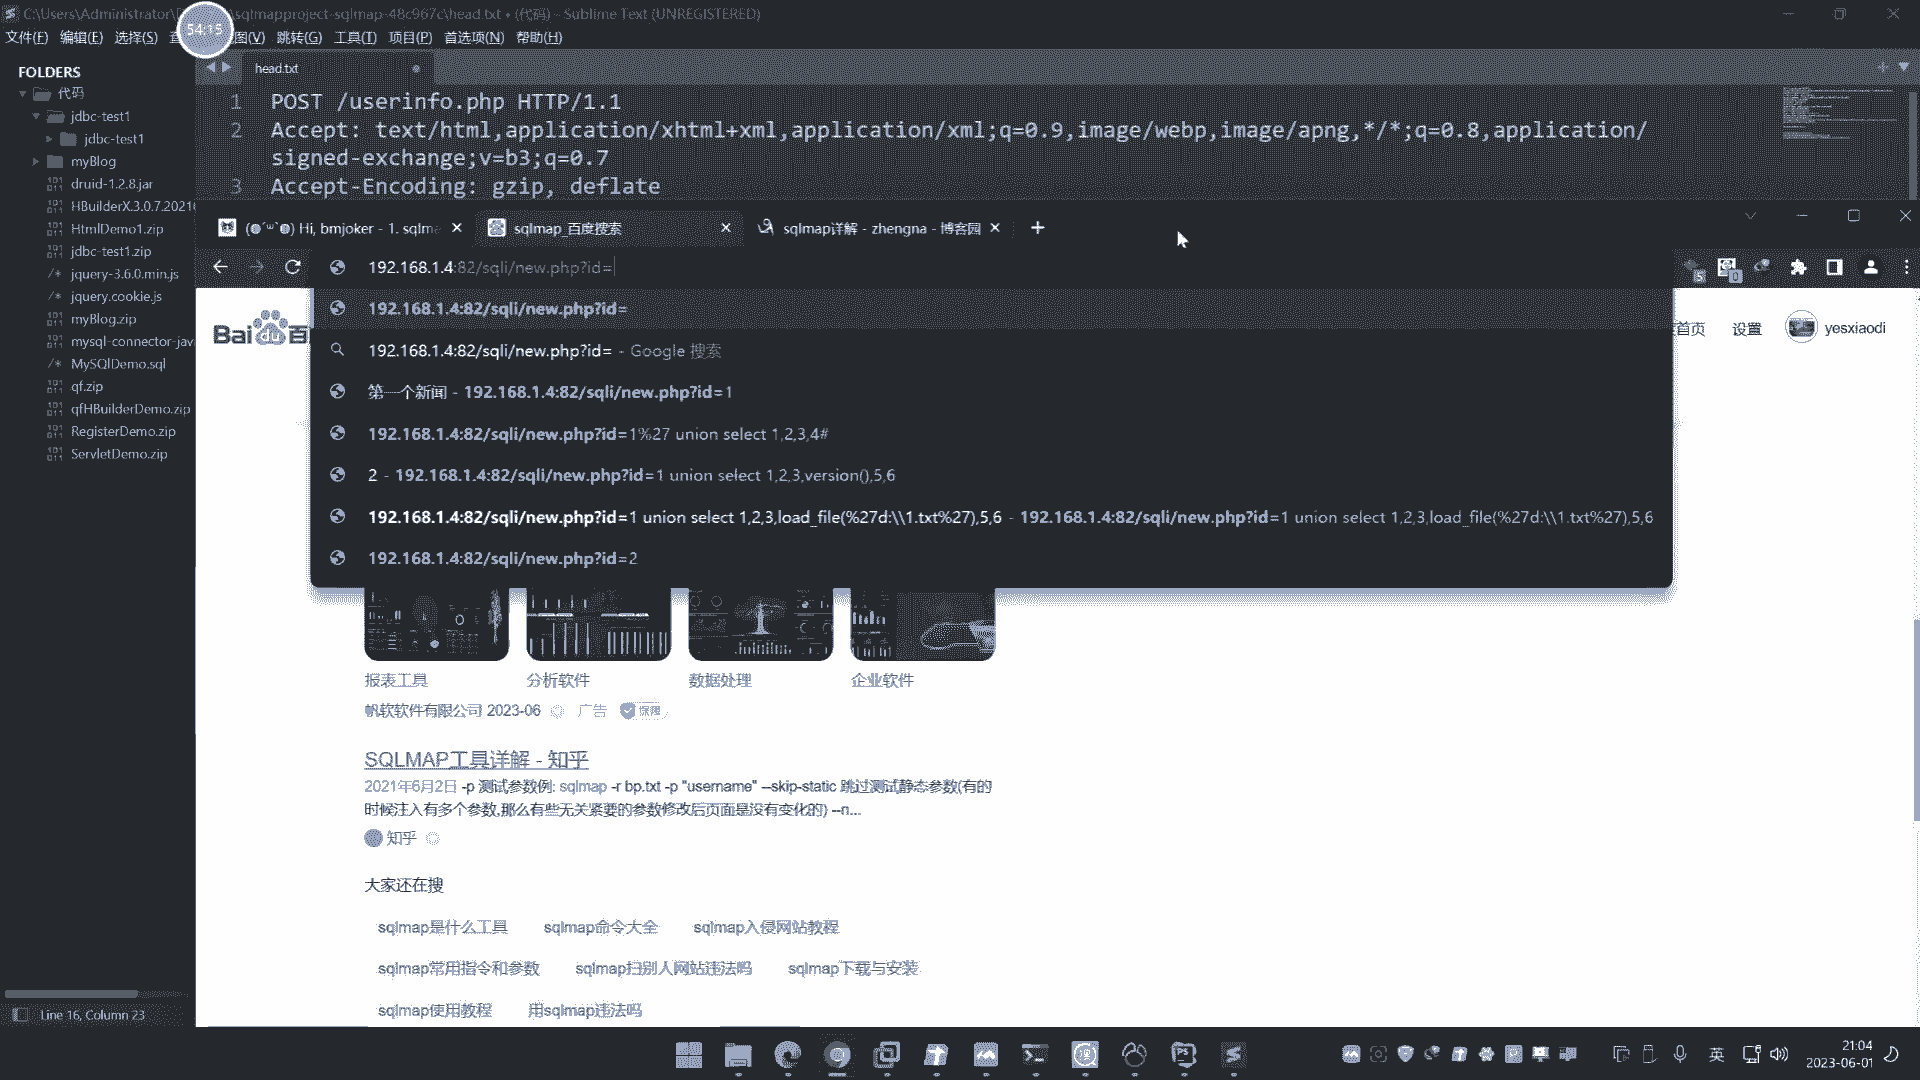 C:\Users\Administrator\ \sqlmapproject-sqlmap-48c967c\head.txt • (代码) - Sublime Text (UNREGISTERED)
54:15
文件(F) 编辑(E) 选择(S) 图(V) 跳转(G) 工具(T) 项目(P) 首选项(N) 帮助(H)
FOLDERS
代码
jdbc-test1
jdbc-test1
myBlog
druid-1.2.8.jar
HBuilderX.3.0.7.2021
HtmlDemo1.zip
jdbc-test1.zip
jquery-3.6.0.min.js
jquery.cookie.js
myBlog.zip
mysql-connector-jav
MySQlDemo.sql
qf.zip
qfHBuilderDemo.zip
RegisterDemo.zip
ServletDemo.zip
head.txt
1 POST /userinfo.php HTTP/1.1
2 Accept: text/html,application/xhtml+xml,application/xml;q=0.9,image/webp,image/apng,*/*;q=0.8,application/
signed-exchange;v=b3;q=0.7
3 Accept-Encoding: gzip, deflate
Hi, bmjoker - 1. sqlm
sqlmap_百度搜索
sqlmap详解 - zhengna - 博客园
192.168.1.4:82/sqli/new.php?id=
192.168.1.4:82/sqli/new.php?id=
192.168.1.4:82/sqli/new.php?id= - Google 搜索
第一个新闻 - 192.168.1.4:82/sqli/new.php?id=1
192.168.1.4:82/sqli/new.php?id=1%27 union select 1,2,3,4#
2 - 192.168.1.4:82/sqli/new.php?id=1 union select 1,2,3,version(),5,6
192.168.1.4:82/sqli/new.php?id=1 union select 1,2,3,load_file(%27d:\\1.txt%27),5,6 - 192.168.1.4:82/sqli/new.php?id=1 union select 1,2,3,load_file(%27d:\\1.txt%27),5,6
192.168.1.4:82/sqli/new.php?id=2
5
0
Bai du 百
首页 设置 yesxiaodi
报表工具 分析软件 数据处理 企业软件
帆软软件有限公司 2023-06 广告 保障
SQLMAP工具详解 - 知乎
2021年6月2日 -p 测试参数例: sqlmap -r bp.txt -p "username" --skip-static 跳过测试静态参数(有的
时候注入有多个参数,那么有些无关紧要的参数修改后页面是没有变化的) --n...
知乎
大家还在搜
sqlmap是什么工具 sqlmap命令大全 sqlmap入侵网站教程
sqlmap常用指令和参数 sqlmap扫别人网站违法吗 sqlmap下载与安装
sqlmap使用教程 用sqlmap违法吗
Line 16, Column 23
PS
英
21:04
2023-06-01